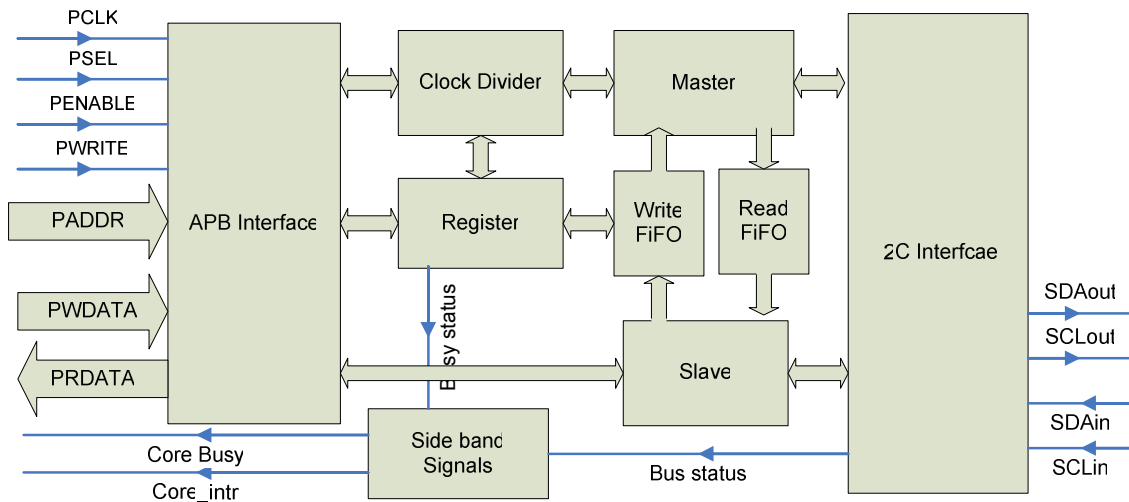 PCLK
PSEL
PENABLE
PWRITE
PADDR
PWDATA
PRDATA
APB Interface
Clock Divider
Master
Register
Write
FiFO
Read
FiFO
2C Interfcae
Busy status
Slave
Side band
Signals
Core Busy
Core_intr
Bus status
SDAout
SCLout
SDAin
SCLin